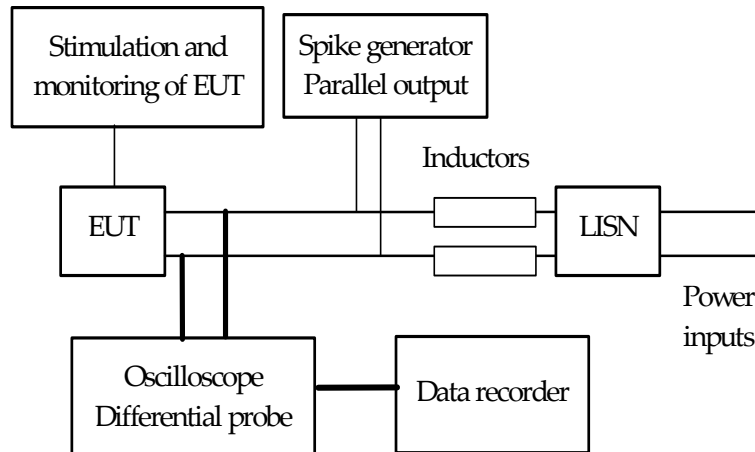 Stimulation and
monitoring of EUT
Spike generator
Parallel output
Inductors
EUT
LISN
Power
inputs
Oscilloscope
Differential probe
Data recorder